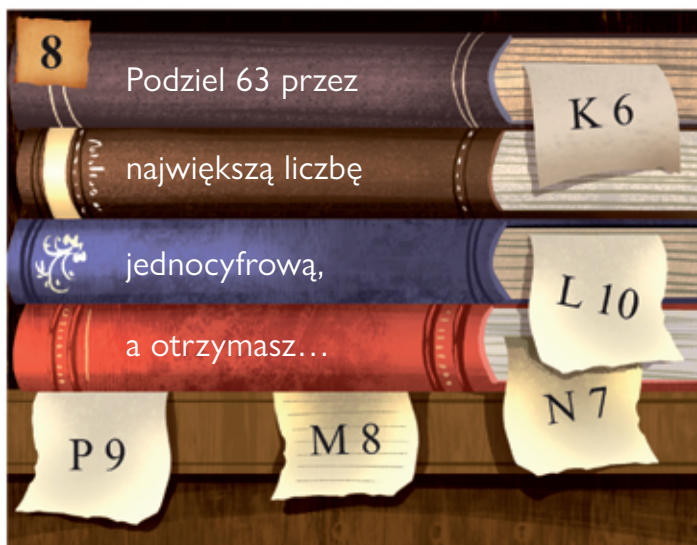 8
Podziel 63 przez
K 6
największą liczbę
jednocyfrową,
L 10
a otrzymasz...
N 7
P 9
M 8